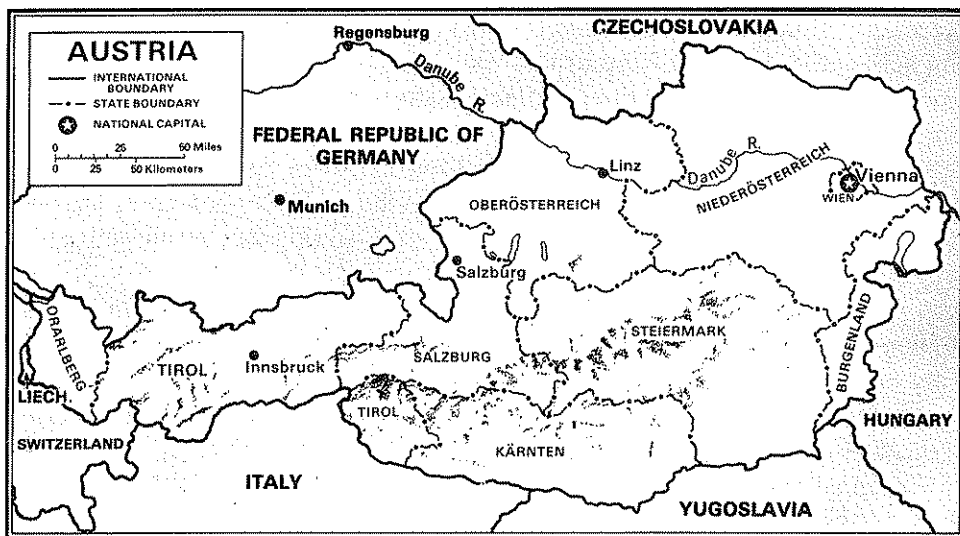 AUSTRIA
INTERNATIONAL
BOUNDARY
STATE BOUNDARY
NATIONAL CAPITAL
0 25 50 Miles
0 25 50 Kilometers
CZECHOSLOVAKIA
Regensburg
Danube R.
FEDERAL REPUBLIC OF
GERMANY
Munich
Linz
Danube R.
NIEDERÖSTERREICH
Vienna
WIEN
OBERÖSTERREICH
Salzburg
ORARLBERG
TIROL
Innsbruck
SALZBURG
STEIERMARK
BURGENLAND
LIECH.
TIROL
KÄRNTEN
HUNGARY
SWITZERLAND
ITALY
YUGOSLAVIA